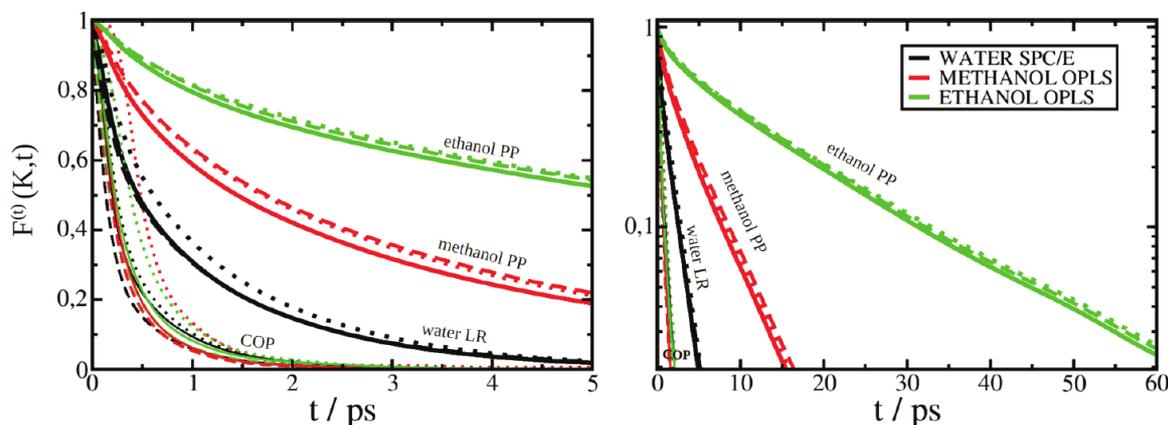 F(t) (K,t)
1
0.8
0.6
0.4
0.2
0
0
1
2
3
4
5
t / ps
ethanol PP
methanol PP
water LR
COP
1
0.1
0
10
20
30
40
50
60
t / ps
WATER SPC/E
METHANOL OPLS
ETHANOL OPLS
ethanol PP
methanol PP
water LR
COP